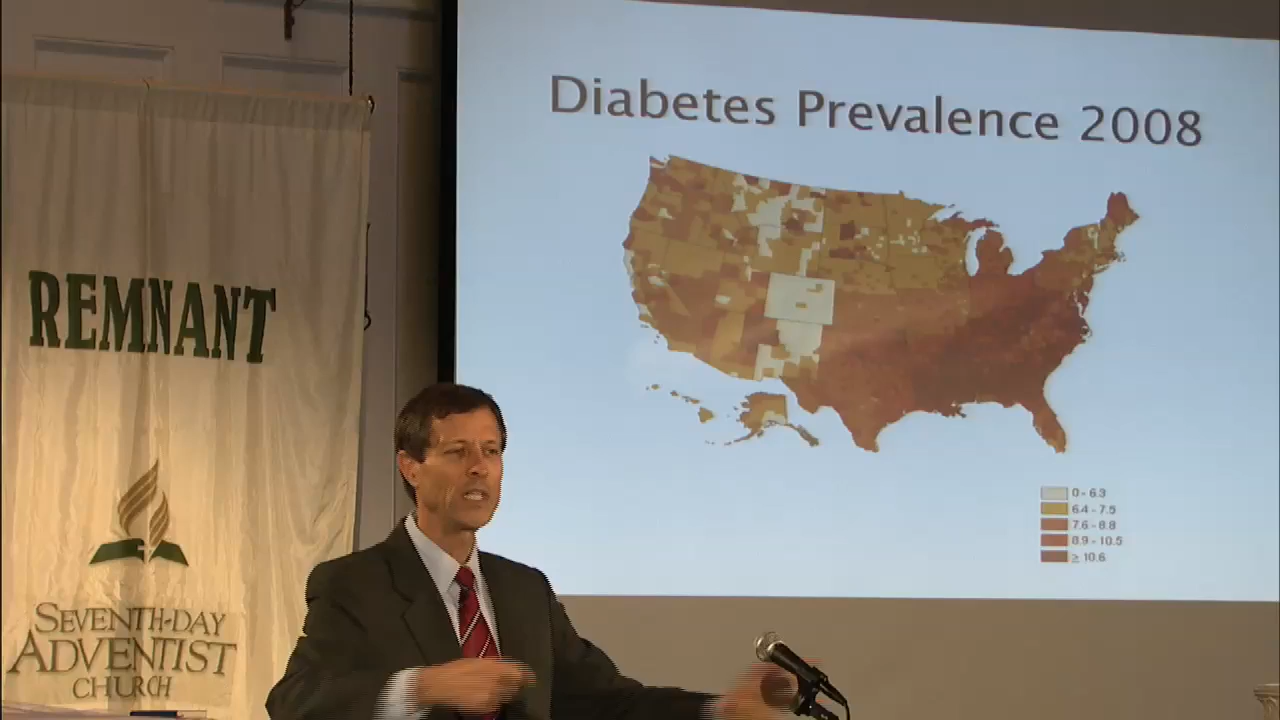 REMNANT
SEVENTH-DAY
ADVENTIST
CHURCH
Diabetes Prevalence 2008
0 - 6.3
6.4 - 7.5
7.6 - 8.8
8.9 - 10.5
≥ 10.6